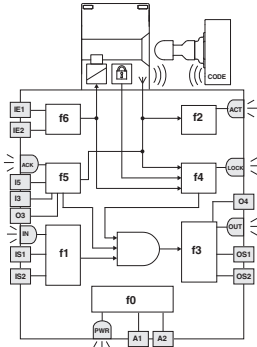 CODE
IE1
f6
f2
ACT
IE2
ACK
f5
f4
LOCK
I5
I3
O3
O4
IN
f1
f3
OUT
IS1
OS1
IS2
OS2
f0
PWR
A1
A2